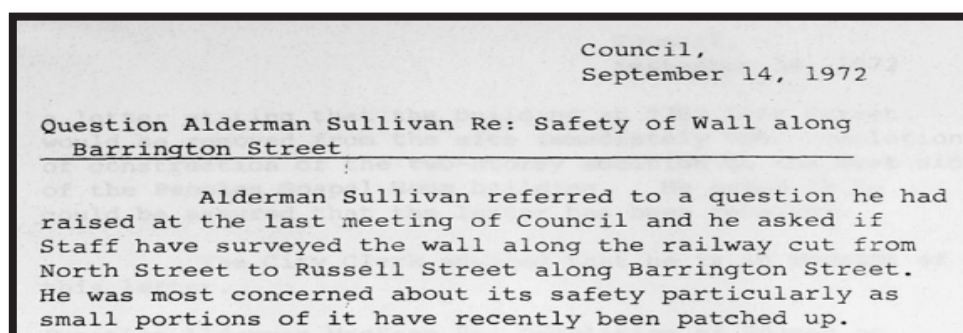 Council,
September 14, 1972
Question Alderman Sullivan Re: Safety of Wall along
Barrington Street
Alderman Sullivan referred to a question he had
raised at the last meeting of Council and he asked if
Staff have surveyed the wall along the railway cut from
North Street to Russell Street along Barrington Street.
He was most concerned about its safety particularly as
small portions of it have recently been patched up.